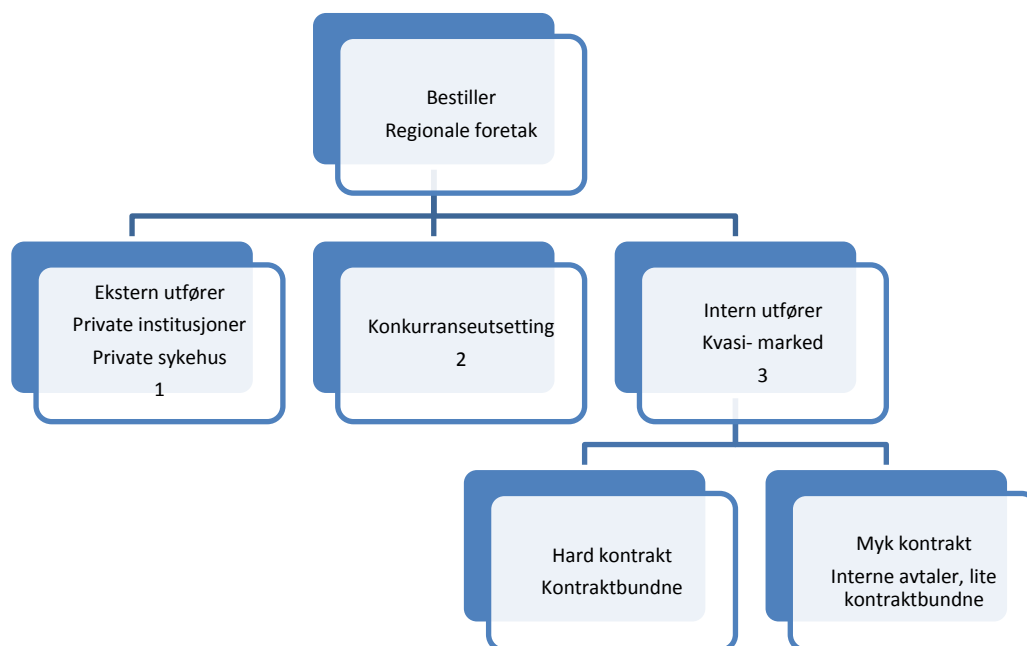 Bestiller
Regionale foretak
Ekstern utfører
Private institusjoner
Private sykehus
1
Konkurranseutsetting
2
Intern utfører
Kvasi- marked
3
Hard kontrakt
Kontraktbundne
Myk kontrakt
Interne avtaler, lite
kontraktbundne